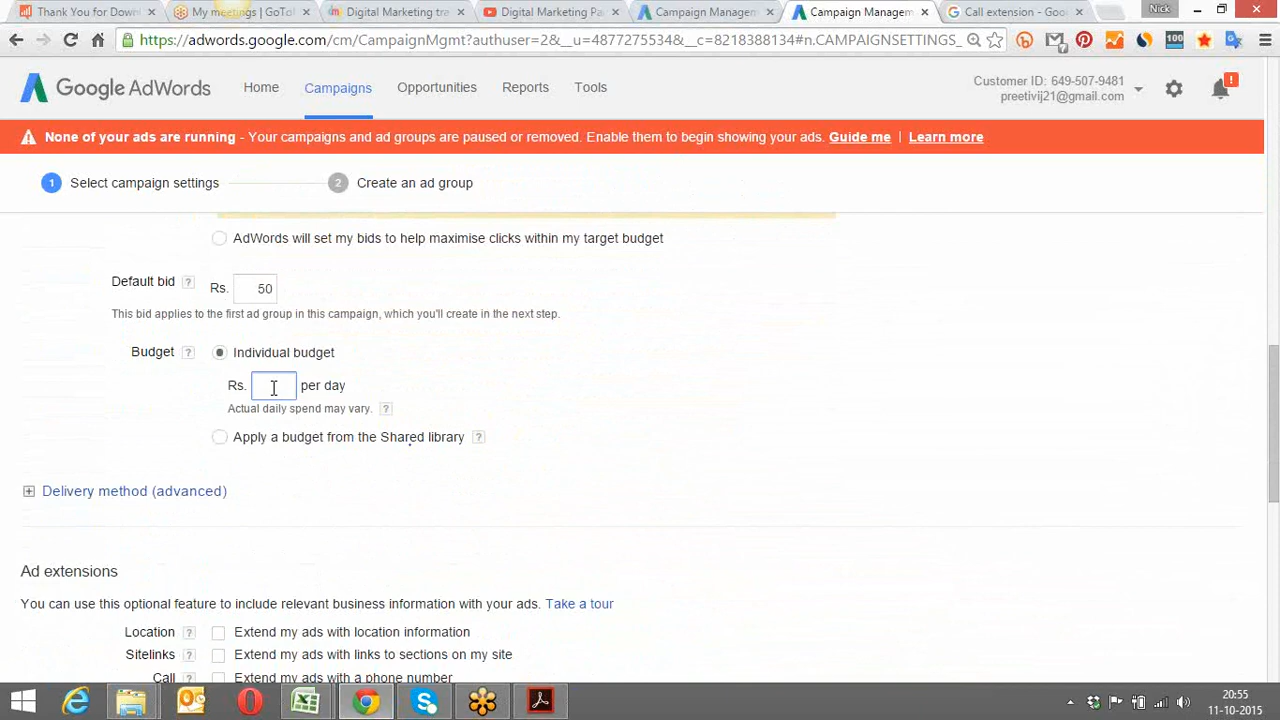 Thank You for Down
My meetings | GoToM
Digital Marketing tra
Digital Marketing Pa
Campaign Managem
Campaign Managem
Call extension - Goo
Nick
https://adwords.google.com/cm/CampaignMgmt?authuser=2&__u=4877275534&__c=8218388134#n.CAMPAIGNSETTINGS_
100
Google AdWords
Home
Campaigns
Opportunities
Reports
Tools
Customer ID: 649-507-9481
preetivij21@gmail.com
!
None of your ads are running - Your campaigns and ad groups are paused or removed. Enable them to begin showing your ads. Guide me | Learn more
1 Select campaign settings
2 Create an ad group
AdWords will set my bids to help maximise clicks within my target budget
Default bid ? Rs. 50
This bid applies to the first ad group in this campaign, which you'll create in the next step.
Budget ? Individual budget
Rs. per day
Actual daily spend may vary. ?
Apply a budget from the Shared library ?
Delivery method (advanced)
Ad extensions
You can use this optional feature to include relevant business information with your ads. Take a tour
Location ? Extend my ads with location information
Sitelinks ? Extend my ads with links to sections on my site
Call ? Extend my ads with a phone number
20:55
11-10-2015